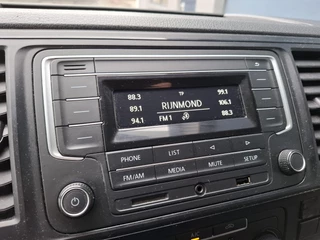 88.3 TP 99.1
89.1 RIJNMOND 106.1
94.1 FM 1 88.3
PHONE LIST MUTE SETUP
FM/AM MEDIA